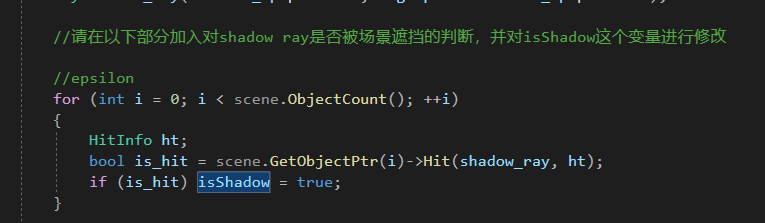 //请在以下部分加入对shadow ray是否被场景遮挡的判断，并对isShadow这个变量进行修改
//epsilon
for (int i = 0; i < scene.ObjectCount(); ++i)
{
HitInfo ht;
bool is_hit = scene.GetObjectPtr(i)->Hit(shadow_ray, ht);
if (is_hit) isShadow = true;
}